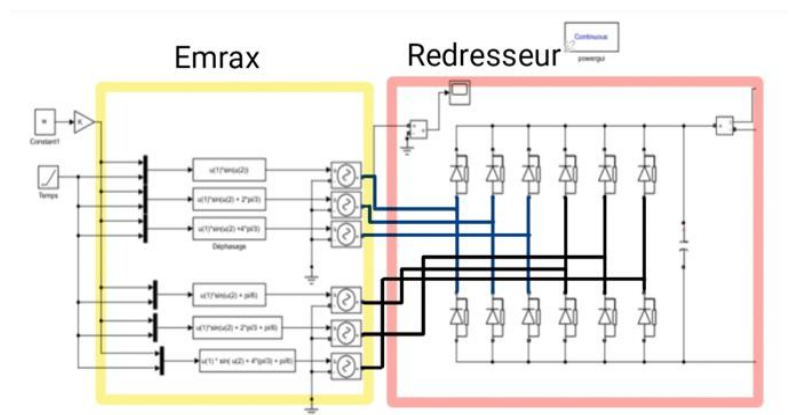 Emrax
Redresseur
Continuous
powergui
Constant1
K
Temps
u(1)*sin(u(2))
u(1)*sin(u(2) + 2*pi/3)
u(1)*sin(u(2) +4*pi/3)
Déphasage
u(1)*sin(u(2) + pi/6)
u(1)*sin(u(2) + 2*pi/3 + pi/6)
u(1) * sin( u(2) + 4*(pi/3) + pi/6)